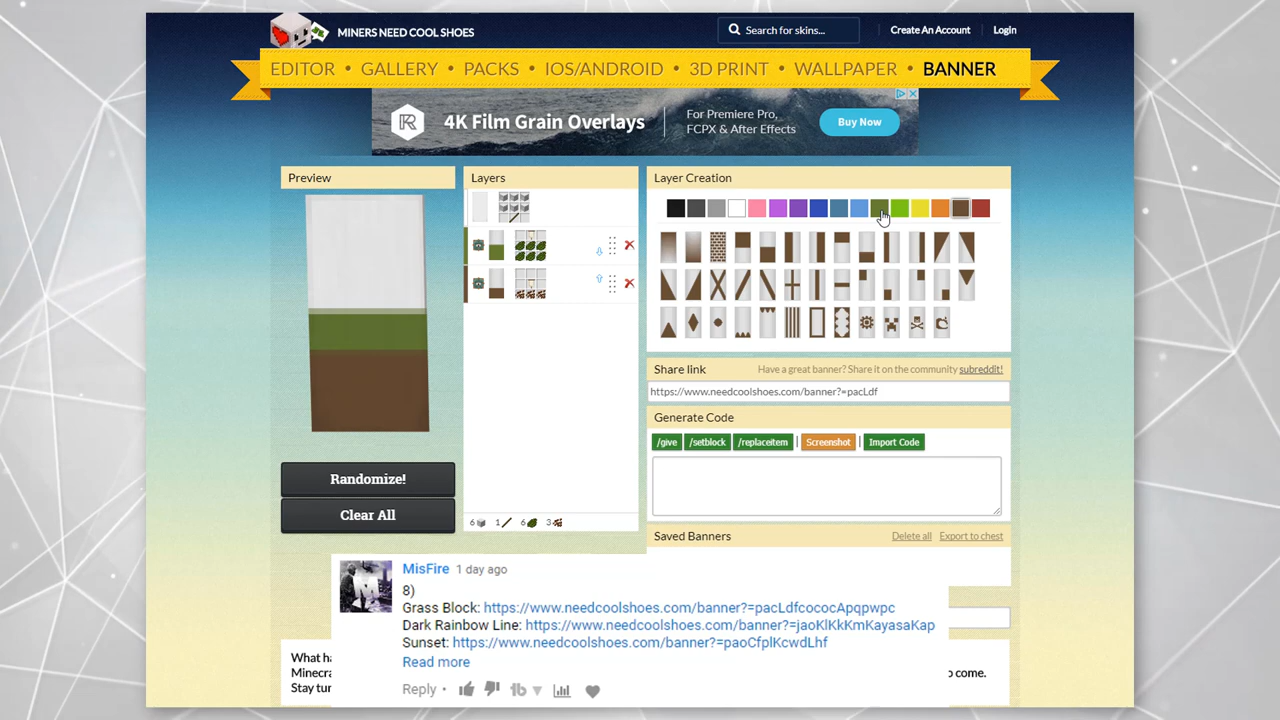 MINERS NEED COOL SHOES
Search for skins...
Create An Account
Login
EDITOR • GALLERY • PACKS • IOS/ANDROID • 3D PRINT • WALLPAPER • BANNER
4K Film Grain Overlays
For Premiere Pro,
FCPX & After Effects
Buy Now
Preview
Layers
Layer Creation
Share link
Have a great banner? Share it on the community subreddit!
https://www.needcoolshoes.com/banner?=pacLdf
Generate Code
/give
/setblock
/replaceitem
Screenshot
Import Code
Randomize!
Clear All
6
1
6
3
Saved Banners
Delete all
Export to chest
MisFire 1 day ago
8)
Grass Block: https://www.needcoolshoes.com/banner?=pacLdfcococApqpwpc
Dark Rainbow Line: https://www.needcoolshoes.com/banner?=jaoKlKkKmKayasaKap
Sunset: https://www.needcoolshoes.com/banner?=paoCfplKcwdLhf
Read more
Reply •
What ha
Minecra
Stay tur
o come.